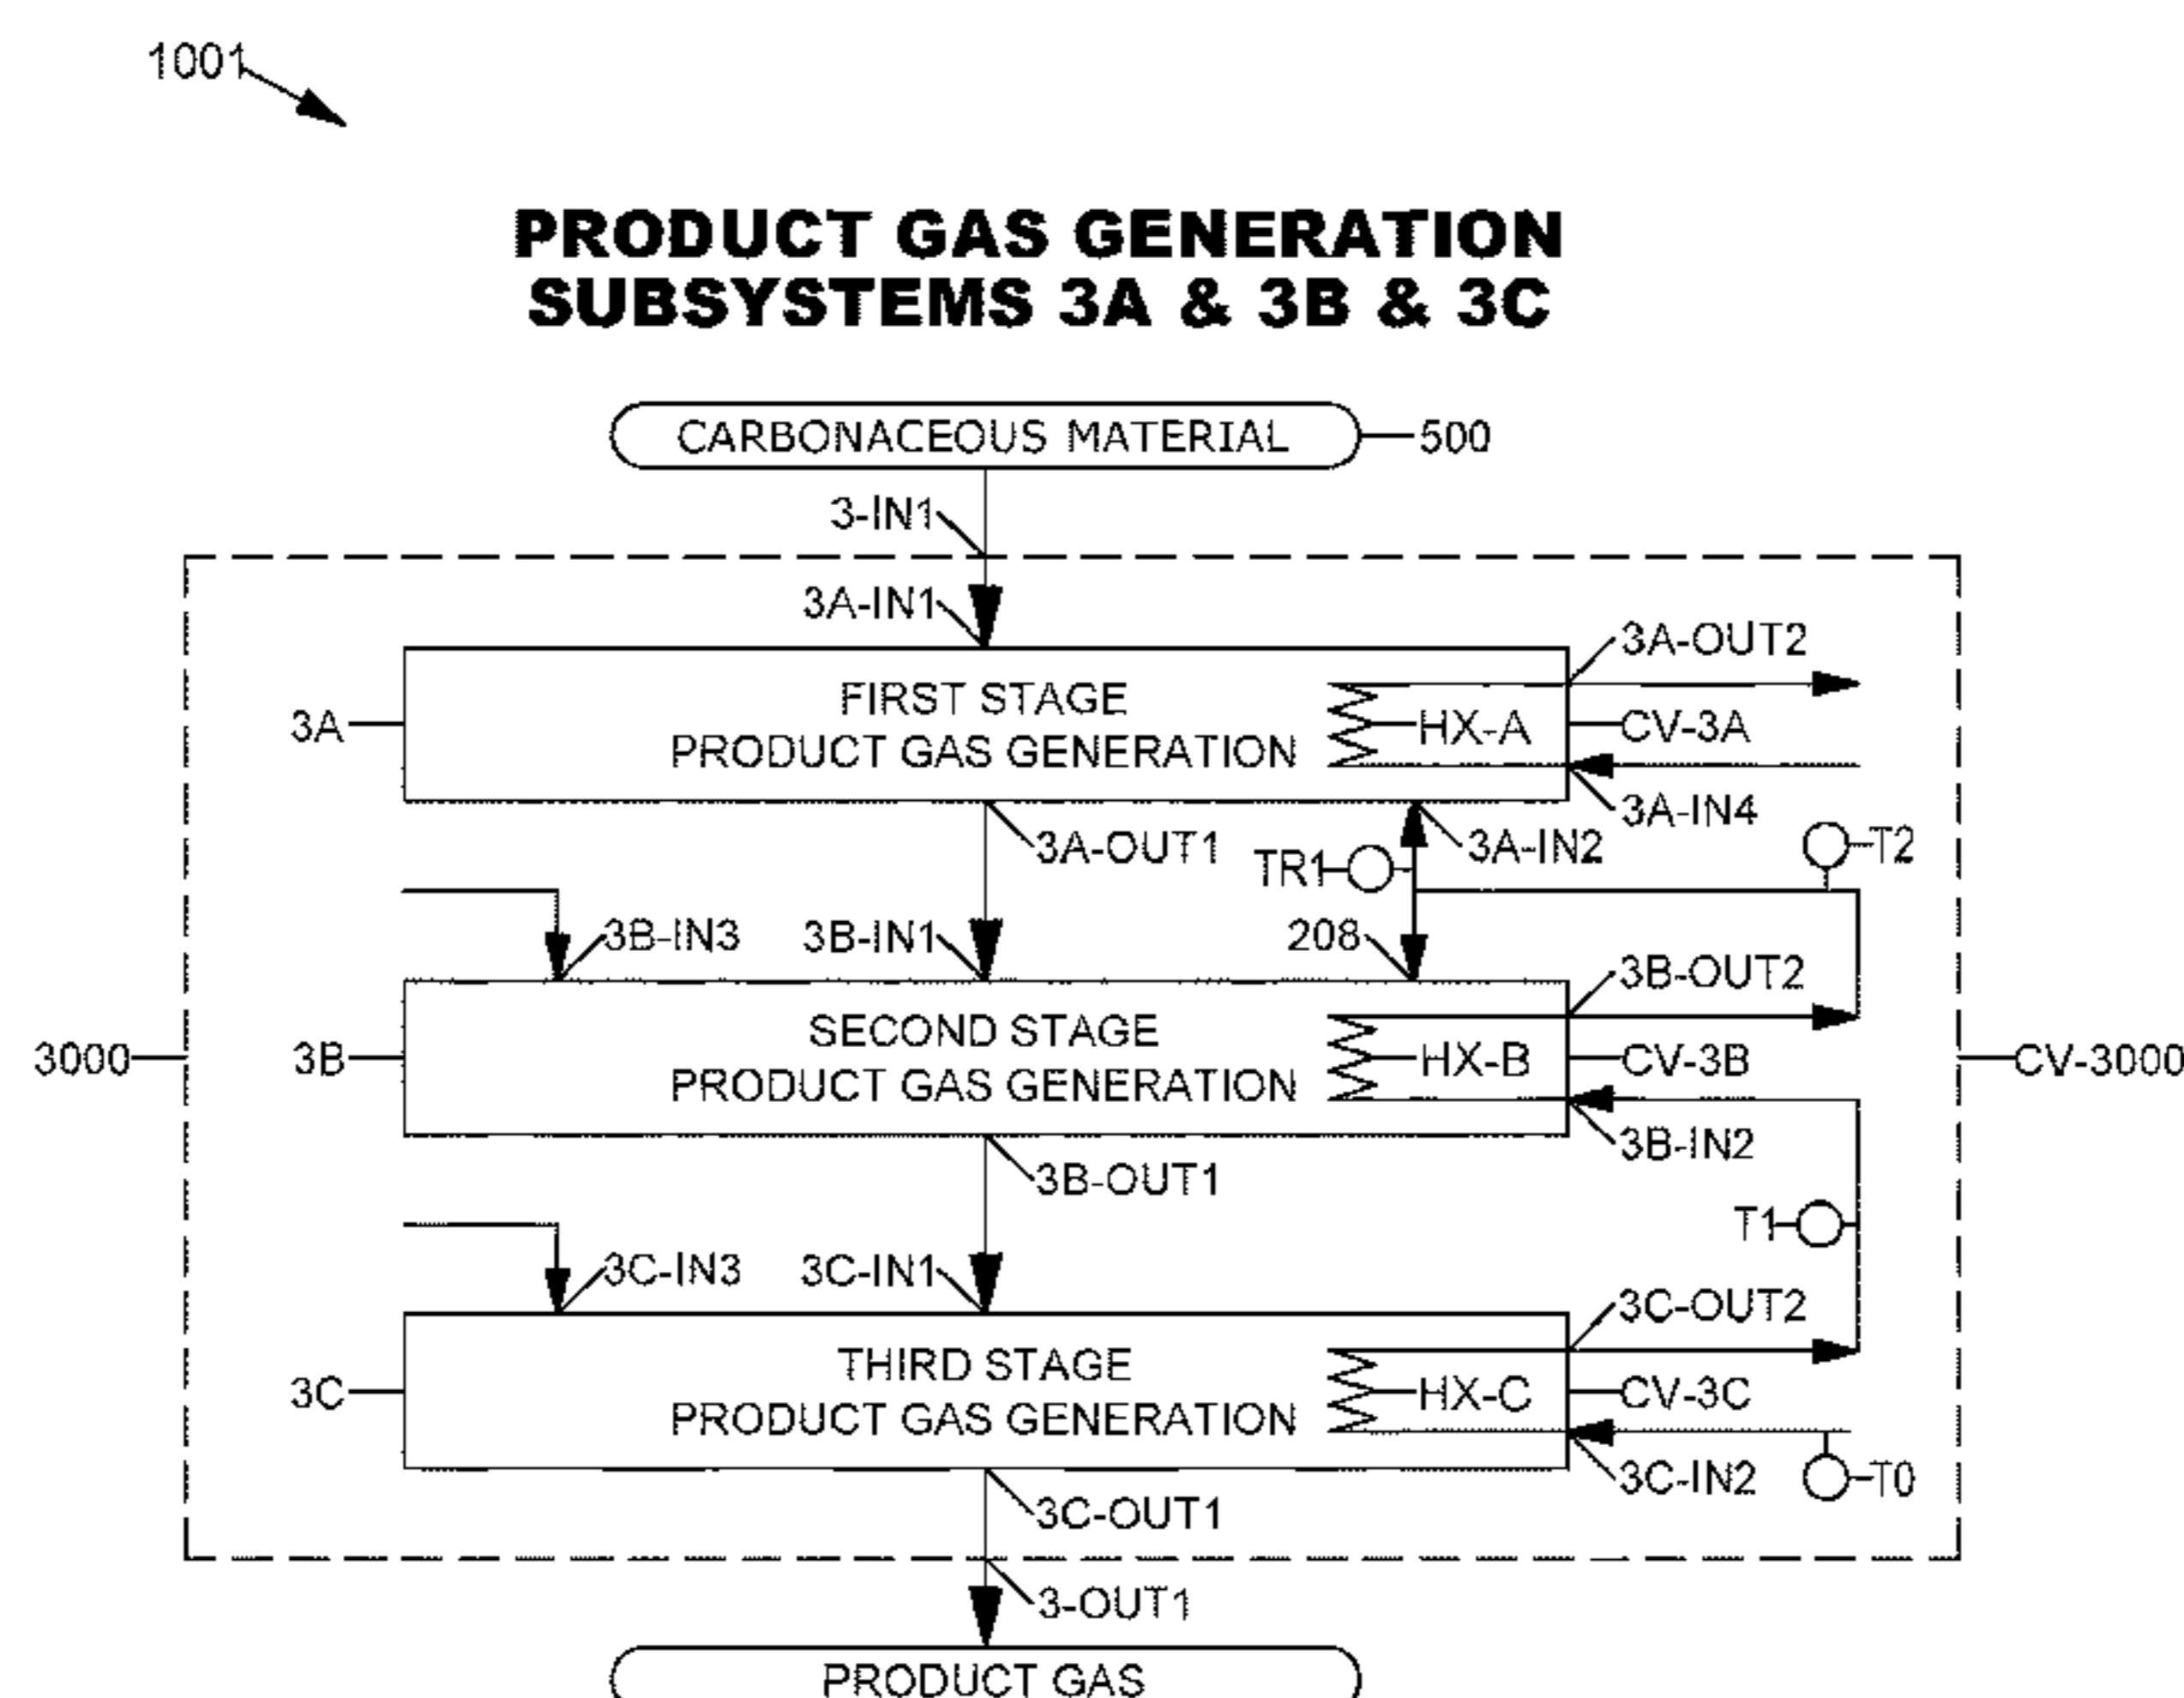 1001
PRODUCT GAS GENERATION
SUBSYSTEMS 3A & 3B & 3C
CARBONACEOUS MATERIAL
500
3-IN1
3A-IN1
3A-OUT2
FIRST STAGE
3A
HX-A
CV-3A
PRODUCT GAS GENERATION
3A-IN4
3A-OUT1
3A-IN2
T2
TR1
3B-IN3
3B-IN1
208
3B-OUT2
SECOND STAGE
3000
3B
HX-B
CV-3B
CV-3000
PRODUCT GAS GENERATION
3B-IN2
3B-OUT1
T1
3C-IN3
3C-IN1
3C-OUT2
THIRD STAGE
3C
HX-C
CV-3C
PRODUCT GAS GENERATION
3C-IN2
T0
3C-OUT1
3-OUT1
PRODUCT GAS